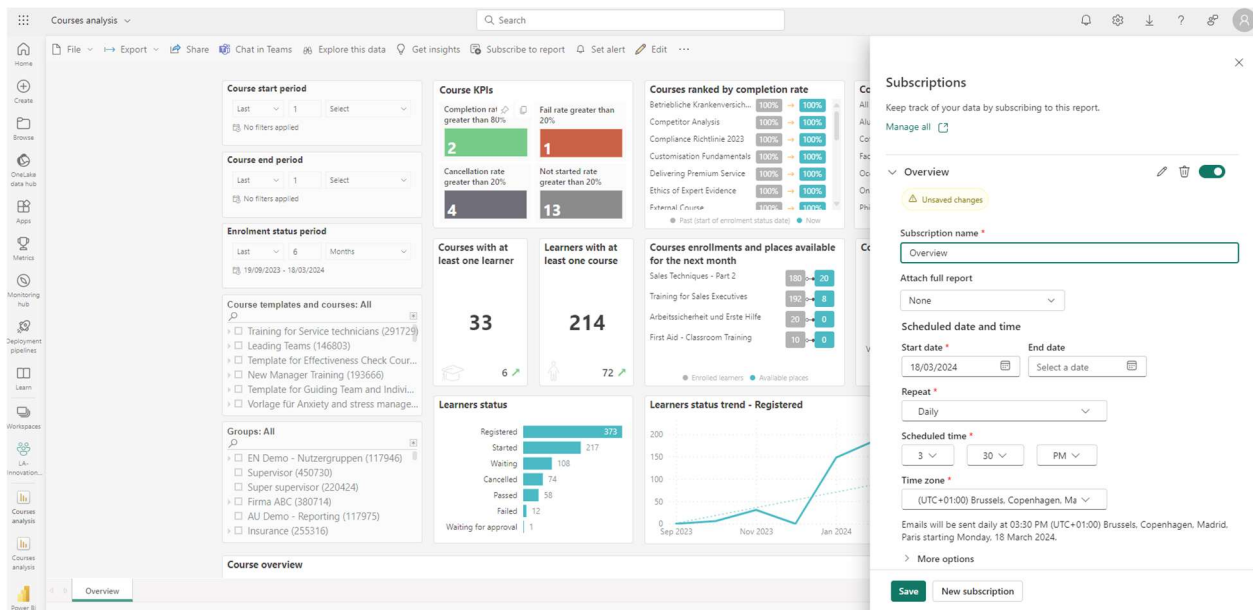 Courses analysis
Search
Home
Create
Browse
OneLake
data hub
Apps
Metrics
Monitoring
hub
Deployment
pipelines
Learn
Workspaces
LA-
Innovation...
Courses
analysis
Courses
analysis
Power BI
File
Export
Share
Chat in Teams
Explore this data
Get insights
Subscribe to report
Set alert
Edit
...
Course start period
Last 1 Select
No filters applied
Course end period
Last 1 Select
No filters applied
Enrolment status period
Last 6 Months
19/09/2023 - 18/03/2024
Course templates and courses: All
Training for Service technicians (291729)
Leading Teams (146803)
Template for Effectiveness Check Cour...
New Manager Training (193666)
Template for Guiding Team and Indivi...
Vorlage für Anxiety and stress manage...
Groups: All
EN Demo - Nutzergruppen (117946)
Supervisor (450730)
Super supervisor (220424)
Firma ABC (380714)
AU Demo - Reporting (117975)
Insurance (255316)
Course KPIs
Completion rat
greater than 80%
2
Fail rate greater than
20%
1
Cancellation rate
greater than 20%
4
Not started rate
greater than 20%
13
Courses ranked by completion rate
Betriebliche Krankenversich... 100% → 100%
Competitor Analysis 100% → 100%
Compliance Richtlinie 2023 100% → 100%
Customisation Fundamentals 100% → 100%
Delivering Premium Service 100% → 100%
Ethics of Expert Evidence 100% → 100%
External Course 100% → 100%
Past (start of enrolment status date) Now
Courses with at
least one learner
33
6
Learners with at
least one course
214
72
Courses enrollments and places available
for the next month
Sales Techniques - Part 2 180 20
Training for Sales Executives 192 8
Arbeitssicherheit und Erste Hilfe 20 0
First Aid - Classroom Training 10 0
Enrolled learners Available places
Learners status
Registered 373
Started 217
Waiting 108
Cancelled 74
Passed 58
Failed 12
Waiting for approval 1
Learners status trend - Registered
200
150
100
50
0
Sep 2023 Nov 2023 Jan 2024
Course overview
Overview
Subscriptions
Keep track of your data by subscribing to this report.
Manage all
Overview
Unsaved changes
Subscription name *
Overview
Attach full report
None
Scheduled date and time
Start date * End date
18/03/2024 Select a date
Repeat *
Daily
Scheduled time *
3 30 PM
Time zone *
(UTC+01:00) Brussels, Copenhagen, Ma
Emails will be sent daily at 03:30 PM (UTC+01:00) Brussels, Copenhagen, Madrid,
Paris starting Monday, 18 March 2024.
More options
Save New subscription